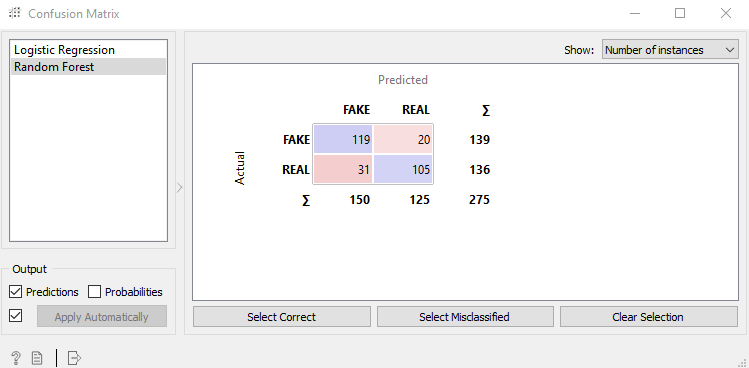 Confusion Matrix
Logistic Regression
Random Forest
Show: Number of instances
Predicted
FAKE REAL ∑
Actual
FAKE 119 20 139
REAL 31 105 136
∑ 150 125 275
Output
Predictions Probabilities
Apply Automatically
Select Correct Select Misclassified Clear Selection